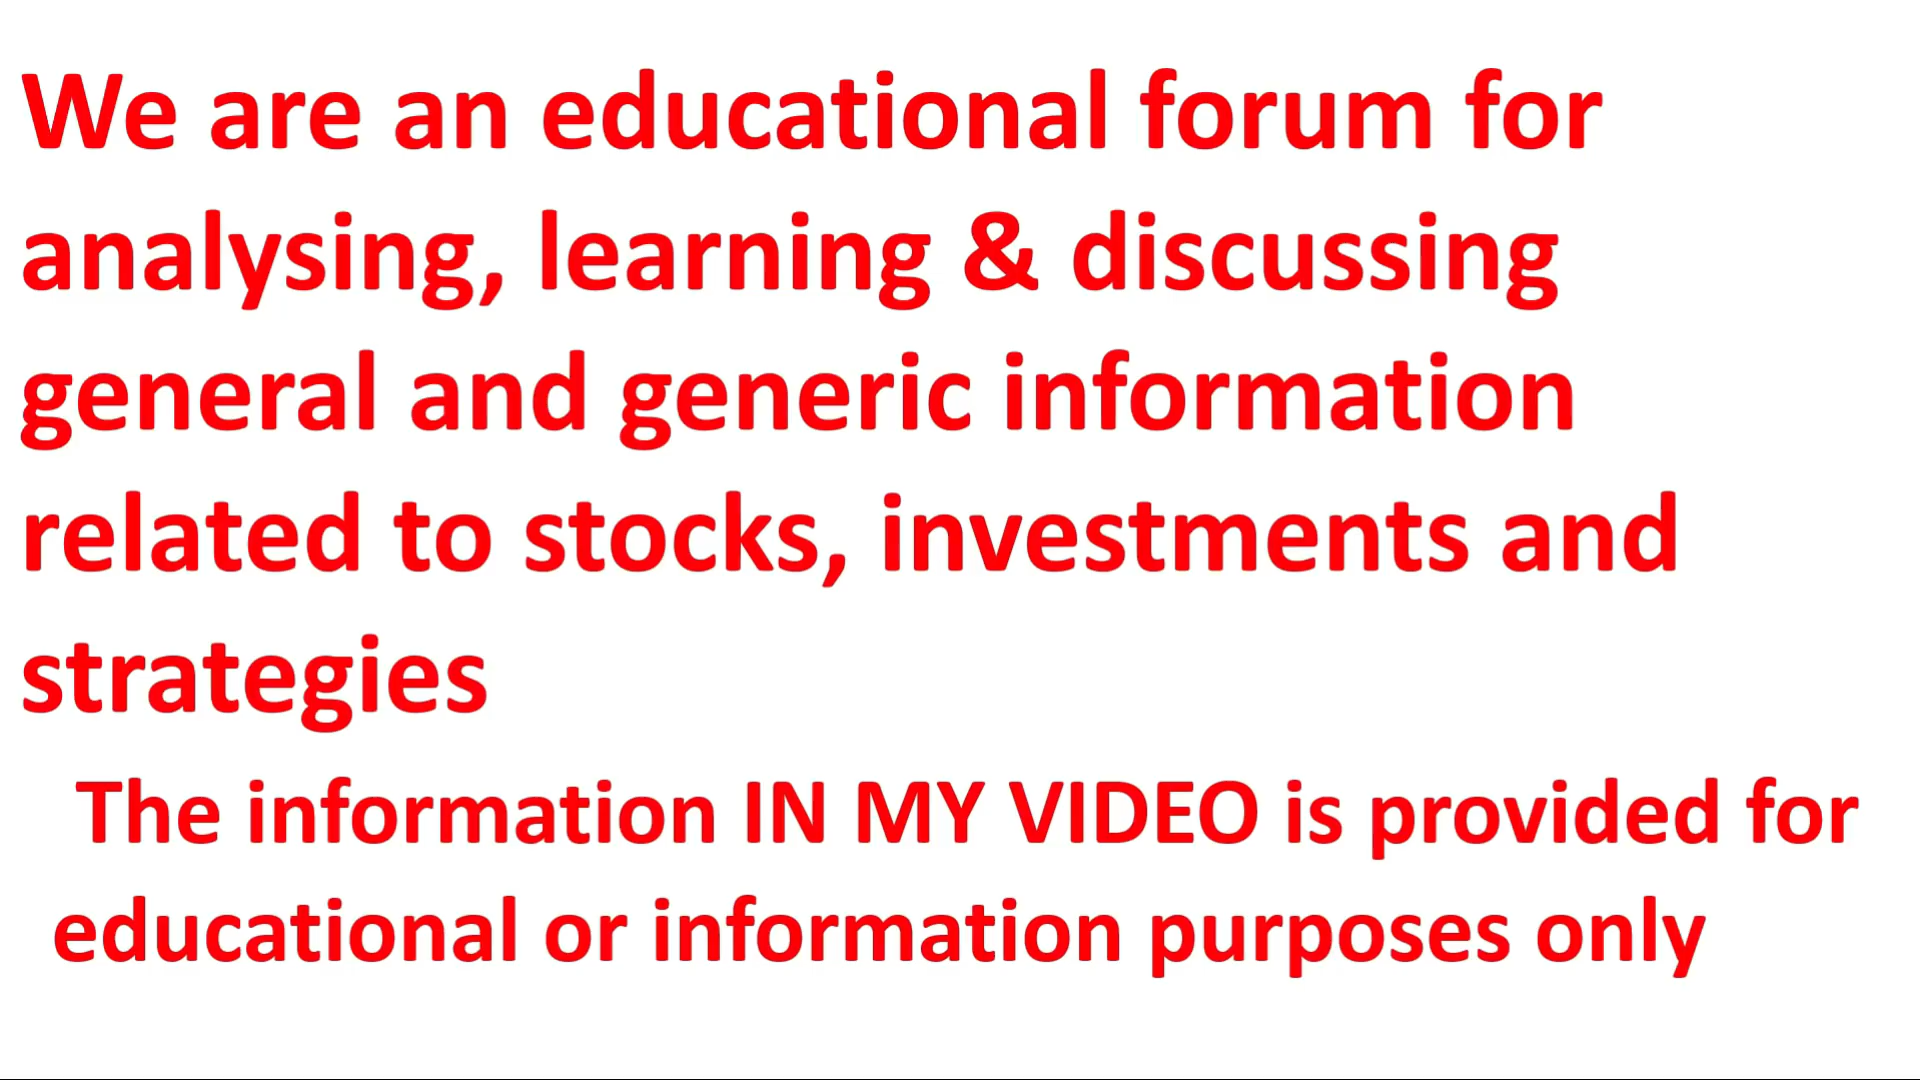 We are an educational forum for
analysing, learning & discussing
general and generic information
related to stocks, investments and
strategies
The information IN MY VIDEO is provided for
educational or information purposes only